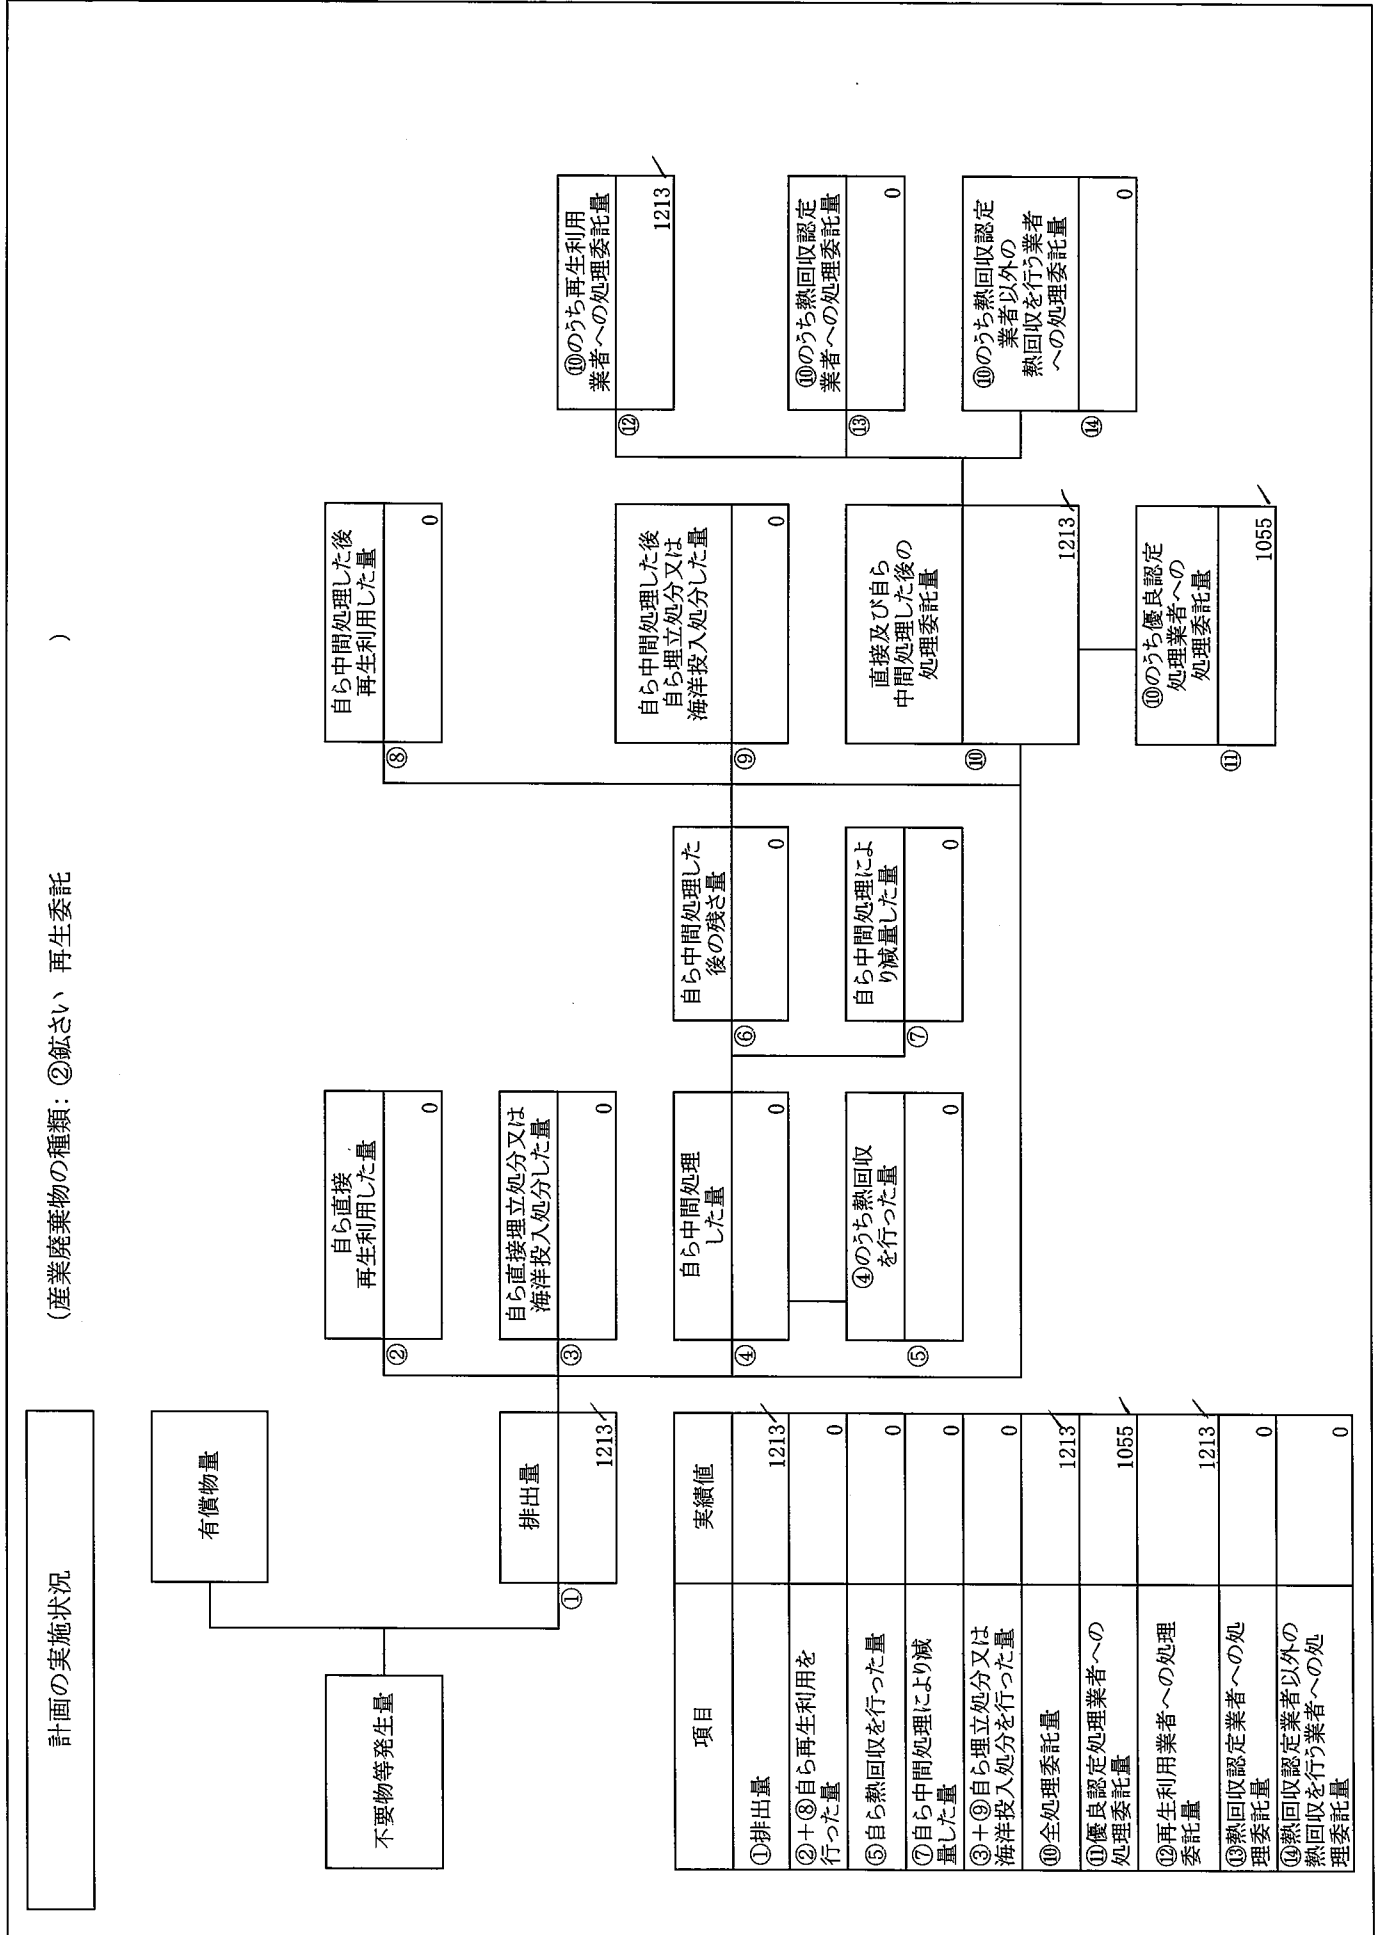 計画の実施状況
(産業廃棄物の種類: ②鉱さい 再生委託 )
不要物等発生量
有償物量
①
排出量
1213
②
自ら直接
再生利用した量
0
③
自ら直接埋立処分又は
海洋投入処分した量
0
④
自ら中間処理
した量
0
⑤
④のうち熱回収
を行った量
0
⑥
自ら中間処理した
後の残さ量
0
⑦
自ら中間処理によ
り減量した量
0
⑧
自ら中間処理した後
再生利用した量
0
⑨
自ら中間処理した後
自ら埋立処分又は
海洋投入処分した量
0
⑩
直接及び自ら
中間処理した後の
処理委託量
1213
⑪
⑩のうち優良認定
処理業者への
処理委託量
1055
⑫
⑩のうち再生利用
業者への処理委託量
1213
⑬
⑩のうち熱回収認定
業者への処理委託量
0
⑭
⑩のうち熱回収認定
業者以外の
熱回収を行う業者
への処理委託量
0
項目 実績値
①排出量 1213
②+⑧自ら再生利用を
行った量 0
⑤自ら熱回収を行った量 0
⑦自ら中間処理により減
量した量 0
③+⑨自ら埋立処分又は
海洋投入処分を行った量 0
⑩全処理委託量 1213
⑪優良認定処理業者への
処理委託量 1055
⑫再生利用業者への処理
委託量 1213
⑬熱回収認定業者への処
理委託量 0
⑭熱回収認定業者以外の
熱回収を行う業者への処
理委託量 0